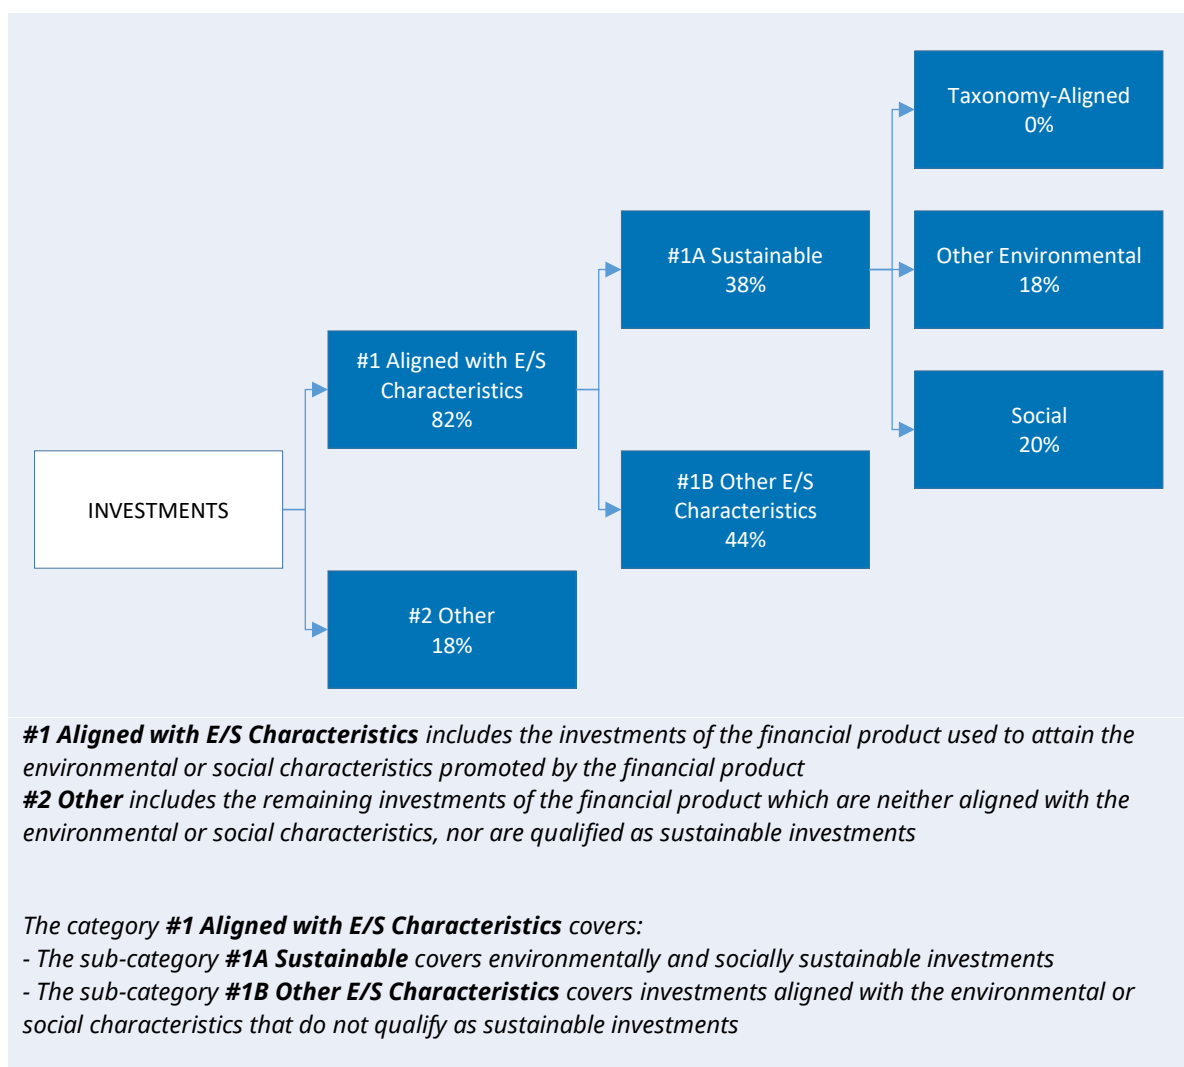 Taxonomy-Aligned
0%
#1A Sustainable
38%
Other Environmental
18%
#1 Aligned with E/S
Characteristics
82%
Social
20%
INVESTMENTS
#1B Other E/S
Characteristics
44%
#2 Other
18%
#1 Aligned with E/S Characteristics includes the investments of the financial product used to attain the
environmental or social characteristics promoted by the financial product
#2 Other includes the remaining investments of the financial product which are neither aligned with the
environmental or social characteristics, nor are qualified as sustainable investments
The category #1 Aligned with E/S Characteristics covers:
- The sub-category #1A Sustainable covers environmentally and socially sustainable investments
- The sub-category #1B Other E/S Characteristics covers investments aligned with the environmental or
social characteristics that do not qualify as sustainable investments